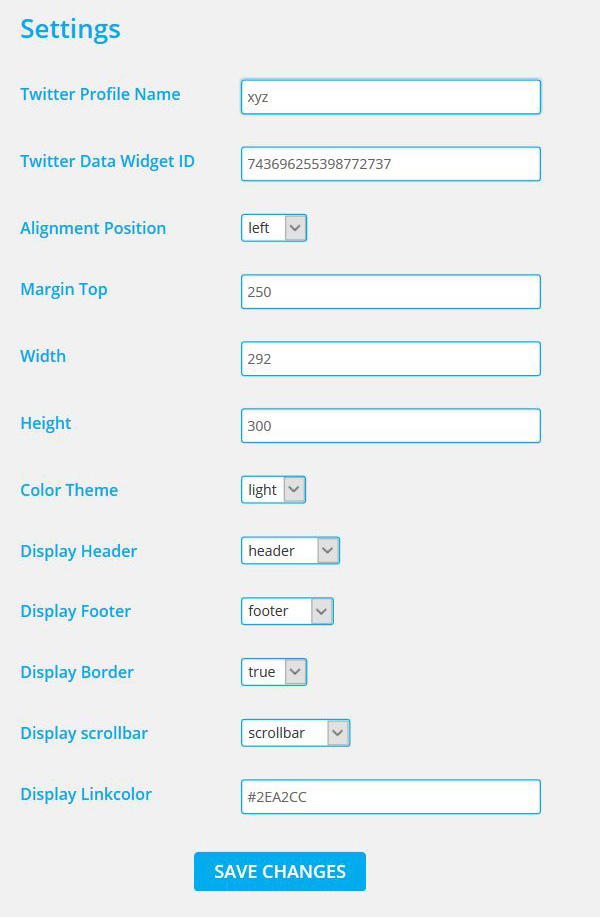 Settings
Twitter Profile Name xyz
Twitter Data Widget ID 743696255398772737
Alignment Position left
Margin Top 250
Width 292
Height 300
Color Theme light
Display Header header
Display Footer footer
Display Border true
Display scrollbar scrollbar
Display Linkcolor #2EA2CC
SAVE CHANGES